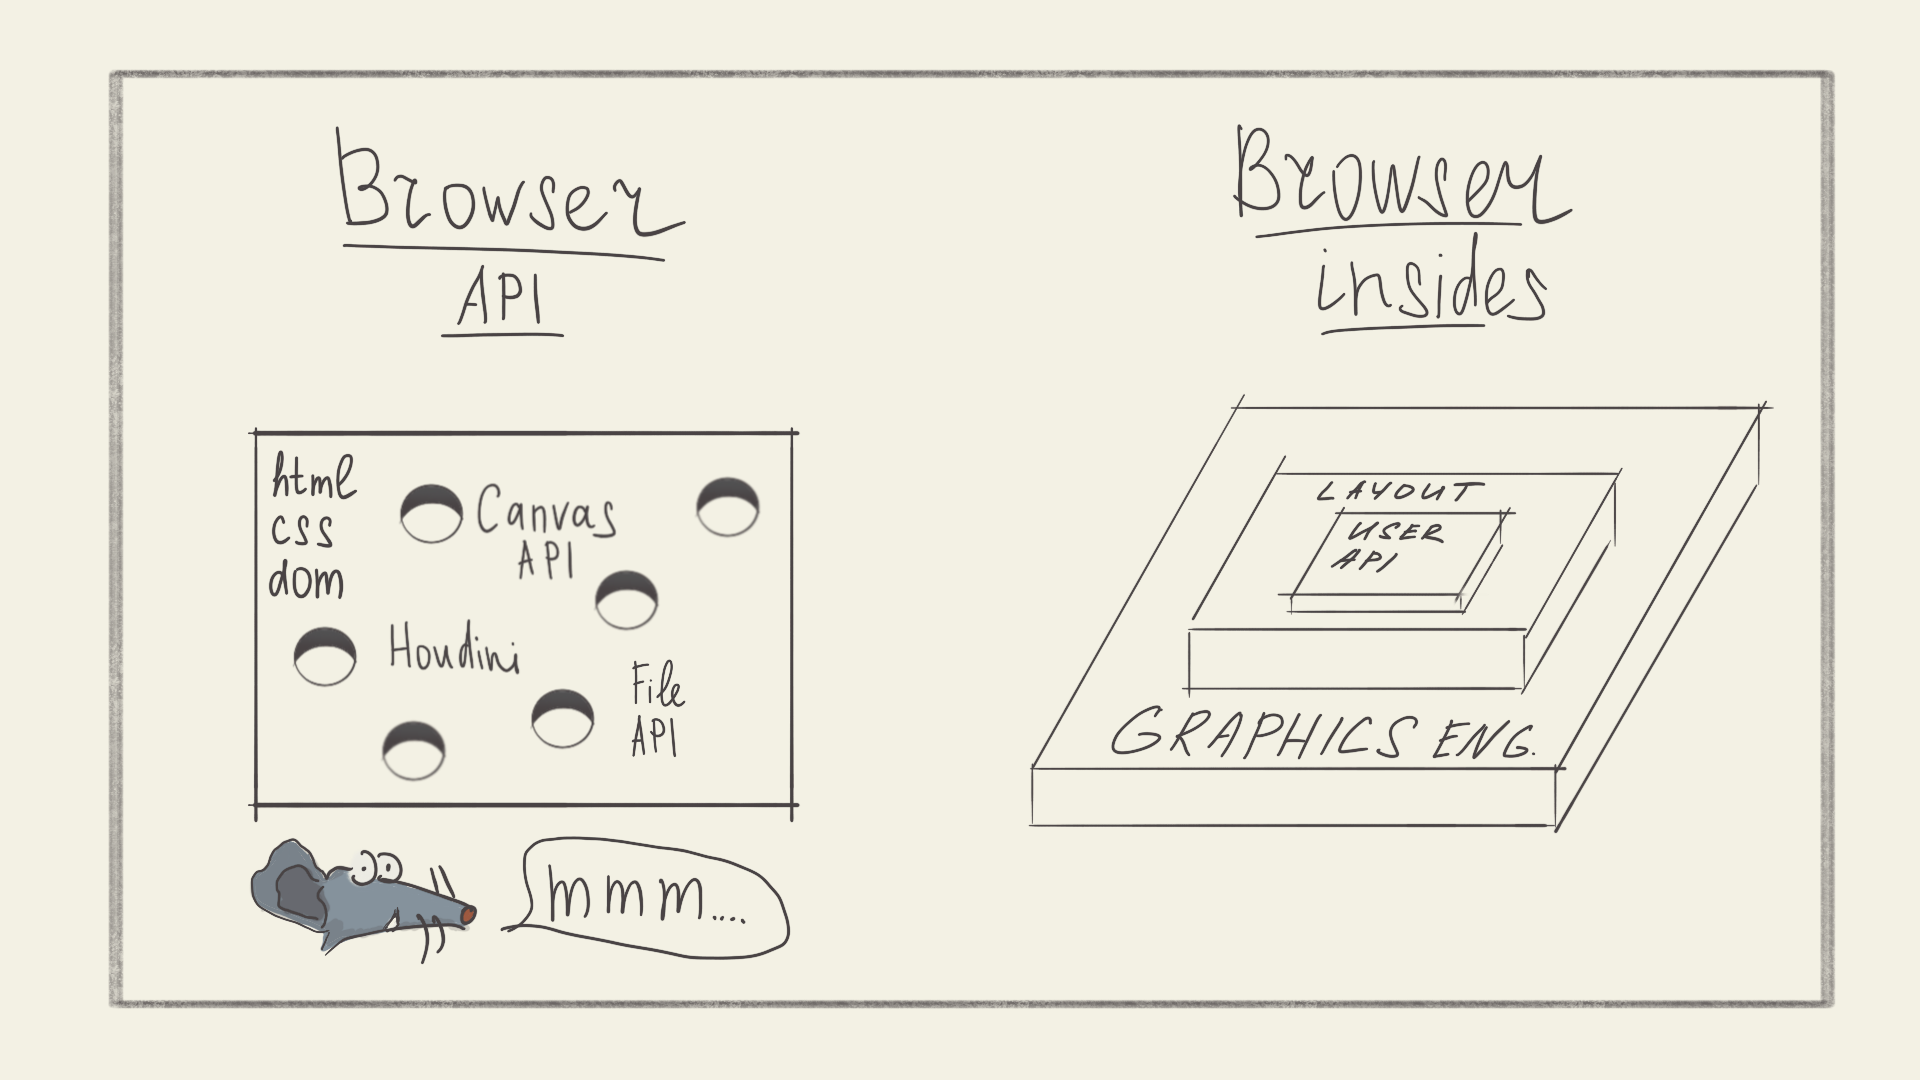 Browser
API
html
css
dom
Canvas
API
Houdini
File
API
mmm....
Browser
insides
LAYOUT
USER
API
GRAPHICS ENG.